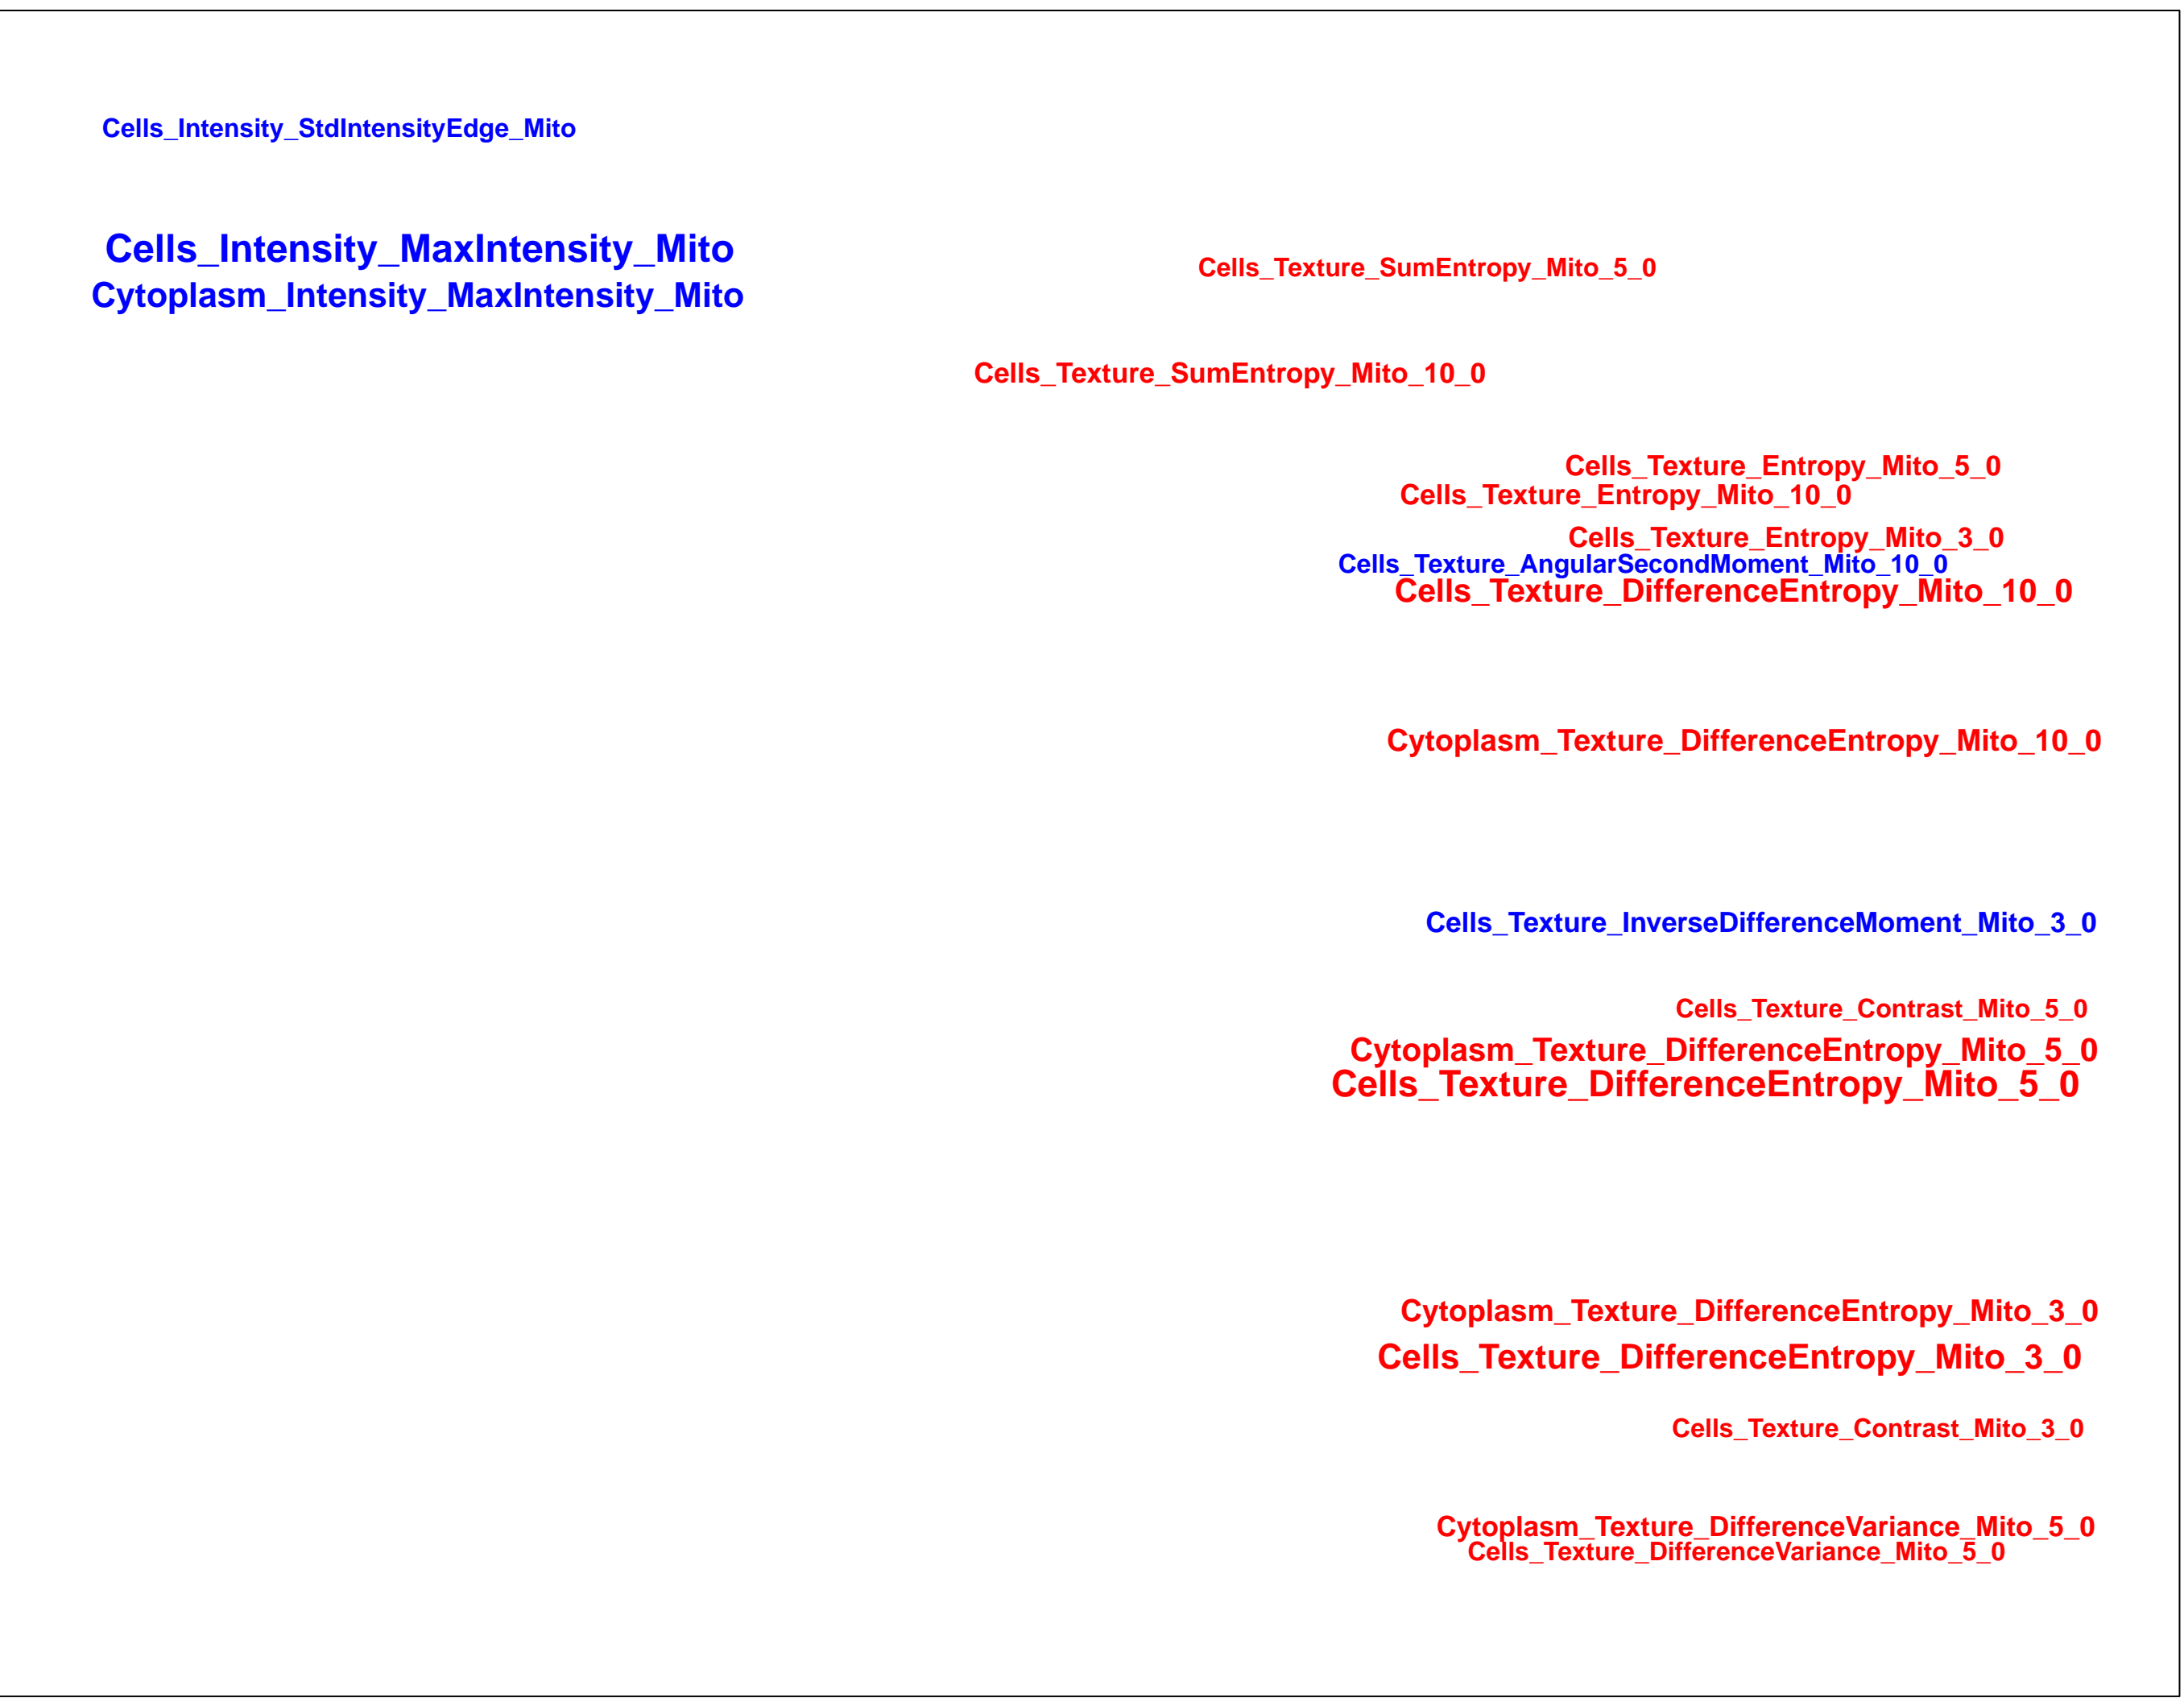 Cells_Intensity_StdIntensityEdge_Mito
Cells_Intensity_MaxIntensity_Mito
Cytoplasm_Intensity_MaxIntensity_Mito
Cells_Texture_SumEntropy_Mito_5_0
Cells_Texture_SumEntropy_Mito_10_0
Cells_Texture_Entropy_Mito_5_0
Cells_Texture_Entropy_Mito_10_0
Cells_Texture_Entropy_Mito_3_0
Cells_Texture_AngularSecondMoment_Mito_10_0
Cells_Texture_DifferenceEntropy_Mito_10_0
Cytoplasm_Texture_DifferenceEntropy_Mito_10_0
Cells_Texture_InverseDifferenceMoment_Mito_3_0
Cells_Texture_Contrast_Mito_5_0
Cytoplasm_Texture_DifferenceEntropy_Mito_5_0
Cells_Texture_DifferenceEntropy_Mito_5_0
Cytoplasm_Texture_DifferenceEntropy_Mito_3_0
Cells_Texture_DifferenceEntropy_Mito_3_0
Cells_Texture_Contrast_Mito_3_0
Cytoplasm_Texture_DifferenceVariance_Mito_5_0
Cells_Texture_DifferenceVariance_Mito_5_0